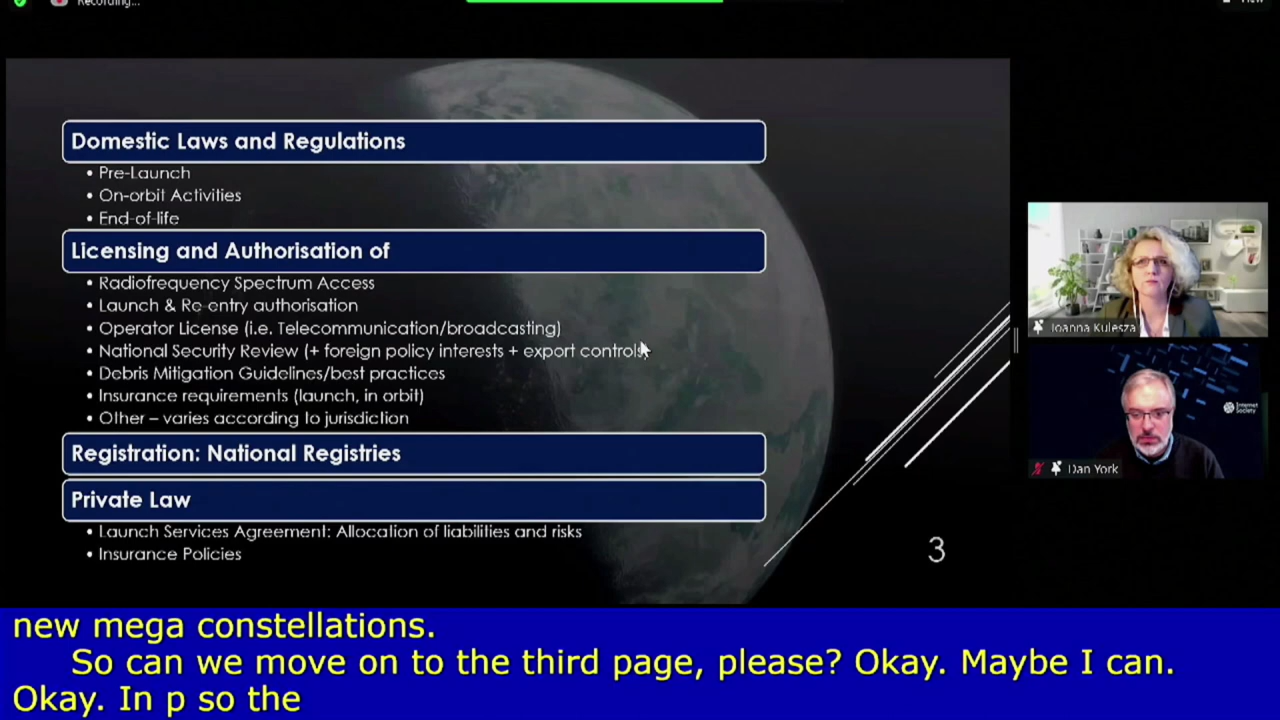 Recording...
View
Domestic Laws and Regulations
• Pre-Launch
• On-orbit Activities
• End-of-life
Licensing and Authorisation of
• Radiofrequency Spectrum Access
• Launch & Re-entry authorisation
• Operator License (i.e. Telecommunication/broadcasting)
• National Security Review (+ foreign policy interests + export controls)
• Debris Mitigation Guidelines/best practices
• Insurance requirements (launch, in orbit)
• Other – varies according to jurisdiction
Registration: National Registries
Private Law
• Launch Services Agreement: Allocation of liabilities and risks
• Insurance Policies
3
Joanna Kulesza
Internet
Society
Dan York
new mega constellations.
So can we move on to the third page, please? Okay. Maybe I can.
Okay. In p so the